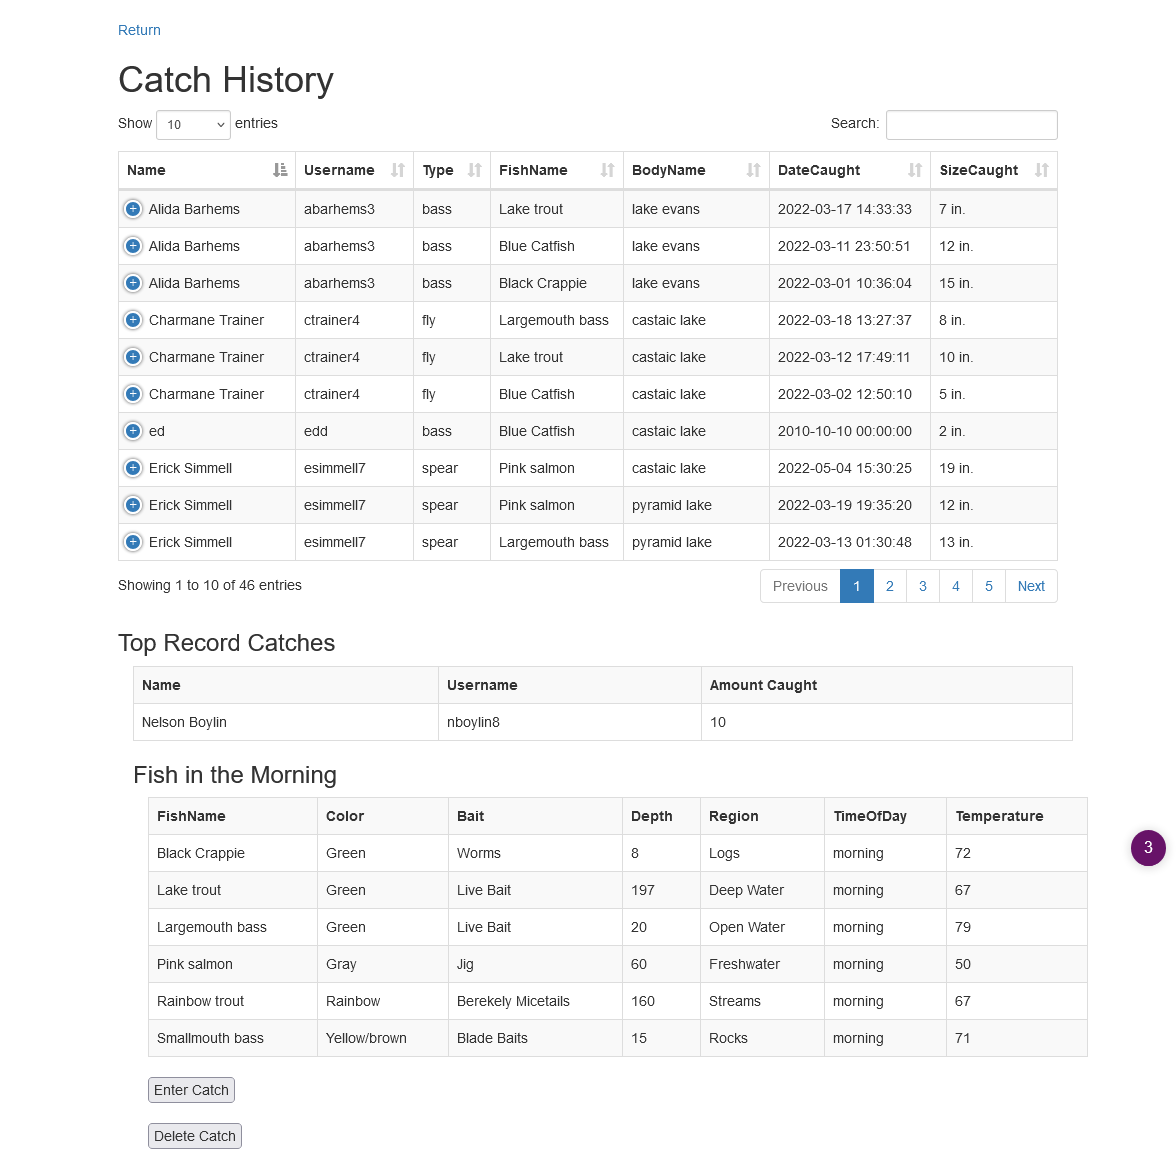 Return
Catch History
Show 10 entries Search:
Name Username Type FishName BodyName DateCaught SizeCaught
Alida Barhems abarhems3 bass Lake trout lake evans 2022-03-17 14:33:33 7 in.
Alida Barhems abarhems3 bass Blue Catfish lake evans 2022-03-11 23:50:51 12 in.
Alida Barhems abarhems3 bass Black Crappie lake evans 2022-03-01 10:36:04 15 in.
Charmane Trainer ctrainer4 fly Largemouth bass castaic lake 2022-03-18 13:27:37 8 in.
Charmane Trainer ctrainer4 fly Lake trout castaic lake 2022-03-12 17:49:11 10 in.
Charmane Trainer ctrainer4 fly Blue Catfish castaic lake 2022-03-02 12:50:10 5 in.
ed edd bass Blue Catfish castaic lake 2010-10-10 00:00:00 2 in.
Erick Simmell esimmell7 spear Pink salmon castaic lake 2022-05-04 15:30:25 19 in.
Erick Simmell esimmell7 spear Pink salmon pyramid lake 2022-03-19 19:35:20 12 in.
Erick Simmell esimmell7 spear Largemouth bass pyramid lake 2022-03-13 01:30:48 13 in.
Showing 1 to 10 of 46 entries Previous 1 2 3 4 5 Next
Top Record Catches
Name Username Amount Caught
Nelson Boylin nboylin8 10
Fish in the Morning
FishName Color Bait Depth Region TimeOfDay Temperature
Black Crappie Green Worms 8 Logs morning 72
3
Lake trout Green Live Bait 197 Deep Water morning 67
Largemouth bass Green Live Bait 20 Open Water morning 79
Pink salmon Gray Jig 60 Freshwater morning 50
Rainbow trout Rainbow Berekely Micetails 160 Streams morning 67
Smallmouth bass Yellow/brown Blade Baits 15 Rocks morning 71
Enter Catch
Delete Catch